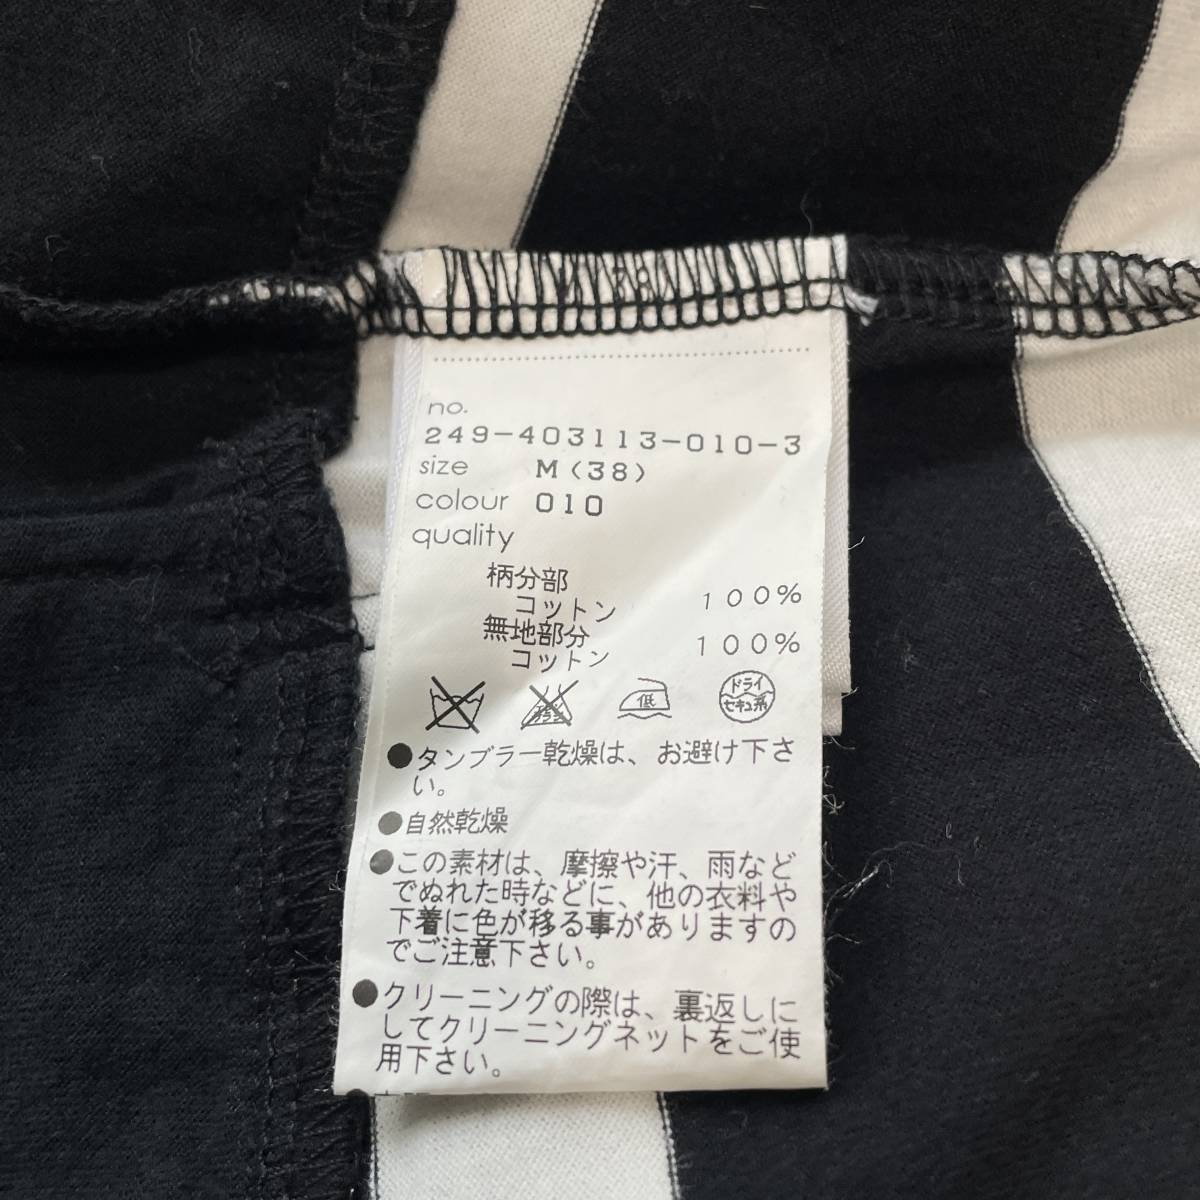 no.
249-403113-010-3
size M(38)
colour 010
quality
柄分部
コットン 100%
無地部分
コットン 100%
低
ドライ
セキユ系
●タンブラー乾燥は、お避け下さ
い。
●自然乾燥
●この素材は、摩擦や汗、雨など
でぬれた時などに、他の衣料や
下着に色が移る事がありますの
でご注意下さい。
●クリーニングの際は、裏返しに
してクリーニングネットをご使
用下さい。